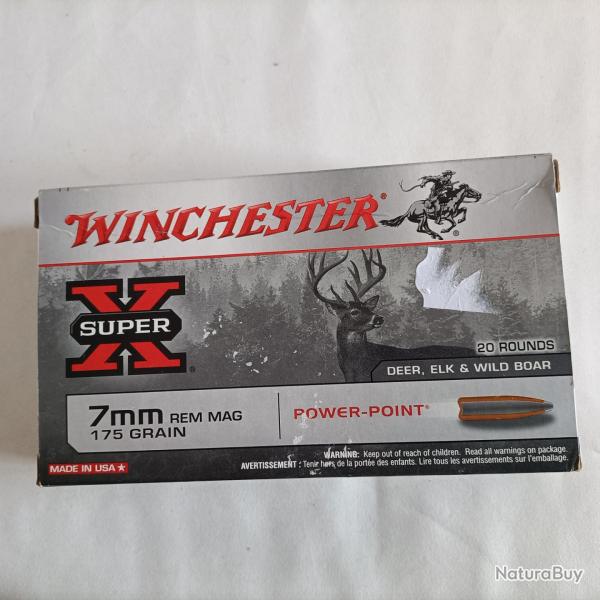 WINCHESTER®
SUPER X®
20 ROUNDS
DEER, ELK & WILD BOAR
7mm REM MAG
175 GRAIN
POWER-POINT®
WARNING: Keep out of reach of children. Read all warnings on package.
AVERTISSEMENT : Tenir hors de la portée des enfants. Lire tous les avertissements sur l'emballage.
MADE IN USA★
NaturaBuy